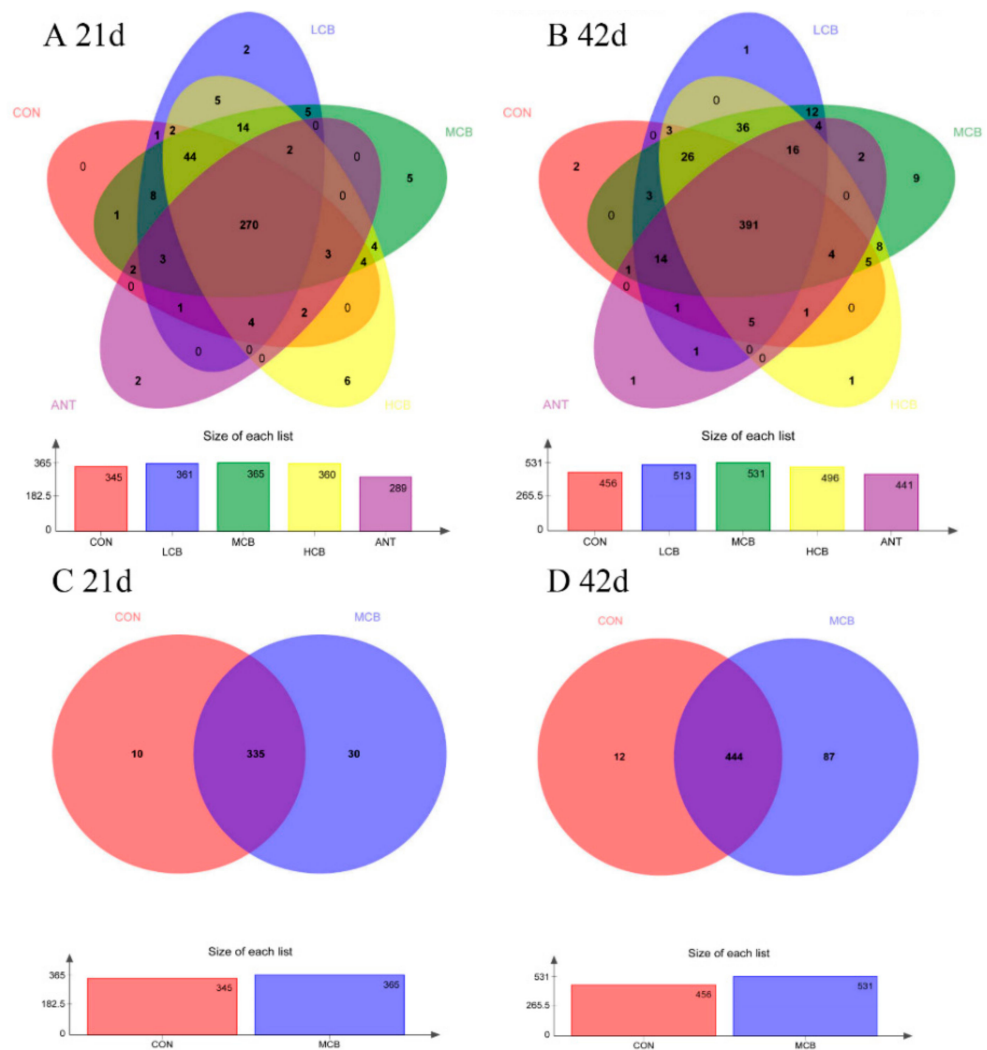 A 21d
LCB
CON
MCB
ANT
HCB
2
5
5
0
1
2
14
2
0
5
0
44
8
1
0
270
3
3
4
4
2
0
1
4
2
0
0
0
0
2
6
Size of each list
365
182.5
0
345
361
365
360
289
CON
LCB
MCB
HCB
ANT
B 42d
LCB
CON
MCB
ANT
HCB
1
0
12
4
0
3
36
16
2
9
2
26
3
0
0
391
14
4
8
5
1
0
1
5
1
0
1
0
0
1
1
Size of each list
531
265.5
0
456
513
531
496
441
CON
LCB
MCB
HCB
ANT
C 21d
CON
MCB
10
335
30
Size of each list
365
182.5
0
345
365
CON
MCB
D 42d
CON
MCB
12
444
87
Size of each list
531
265.5
0
456
531
CON
MCB